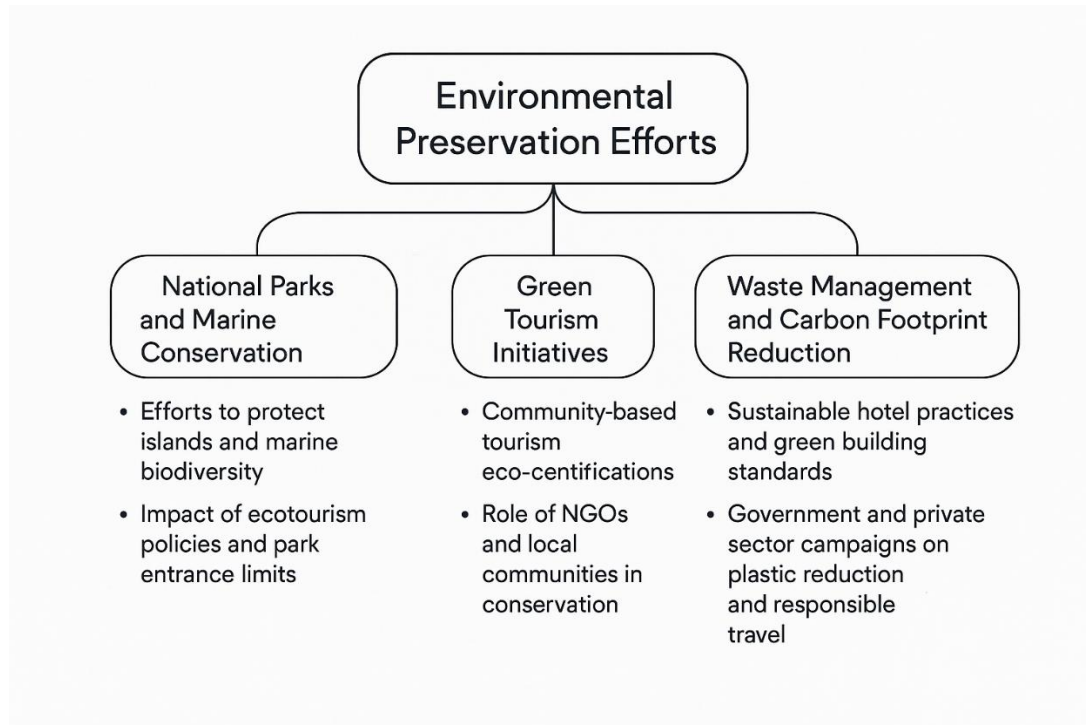 Environmental
Preservation Efforts
National Parks
and Marine
Conservation
• Efforts to protect
islands and marine
biodiversity
• Impact of ecotourism
policies and park
entrance limits
Green
Tourism
Initiatives
• Community-based
tourism
eco-centifications
• Role of NGOs
and local
communities in
conservation
Waste Management
and Carbon Footprint
Reduction
• Sustainable hotel practices
and green building
standards
• Government and private
sector campaigns on
plastic reduction
and responsible
travel